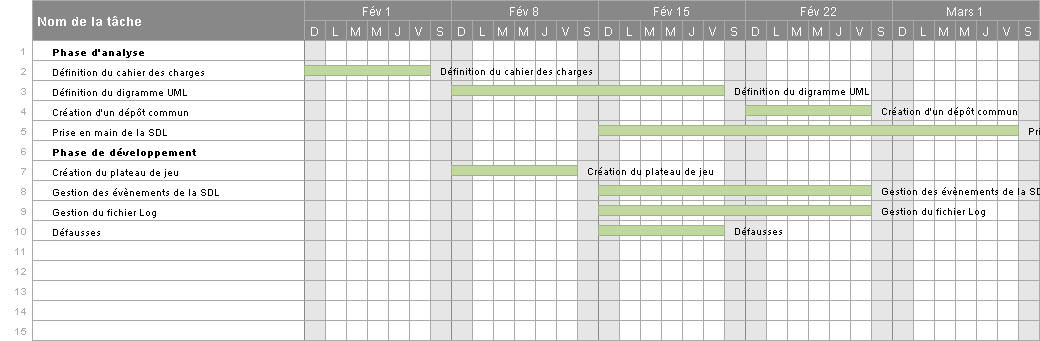 Nom de la tâche
Fév 1 Fév 8 Fév 15 Fév 22 Mars 1
D L M M J V S D L M M J V S D L M M J V S D L M M J V S D L M M J V S
1 Phase d'analyse
2 Définition du cahier des charges Définition du cahier des charges
3 Définition du digramme UML Définition du digramme UML
4 Création d'un dépôt commun Création d'un dépôt commun
5 Prise en main de la SDL Pri
6 Phase de développement
7 Création du plateau de jeu Création du plateau de jeu
8 Gestion des évènements de la SDL Gestion des évènements de la SD
9 Gestion du fichier Log Gestion du fichier Log
10 Défausses Défausses
11
12
13
14
15